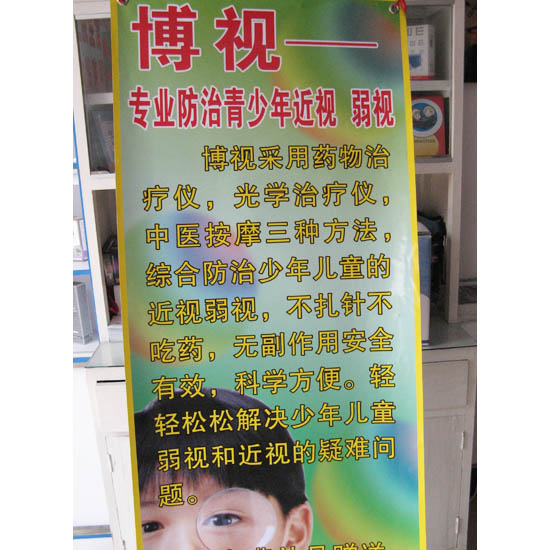 博视——
专业防治青少年近视 弱视
博视采用药物治
疗仪，光学治疗仪，
中医按摩三种方法，
综合防治少年儿童的
近视弱视，不扎针不
吃药，无副作用安全
有效，科学方便。轻
轻松松解决少年儿童
弱视和近视的疑难问
题。